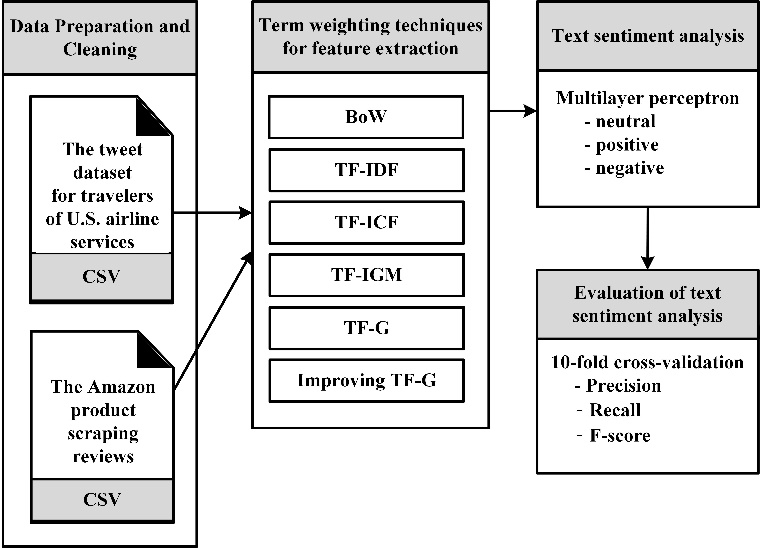 Data Preparation and
Cleaning
The tweet
dataset
for travelers
of U.S. airline
services
CSV
The Amazon
product
scraping
reviews
CSV
Term weighting techniques
for feature extraction
BoW
TF-IDF
TF-ICF
TF-IGM
TF-G
Improving TF-G
Text sentiment analysis
Multilayer perceptron
- neutral
- positive
- negative
Evaluation of text
sentiment analysis
10-fold cross-validation
- Precision
- Recall
- F-score